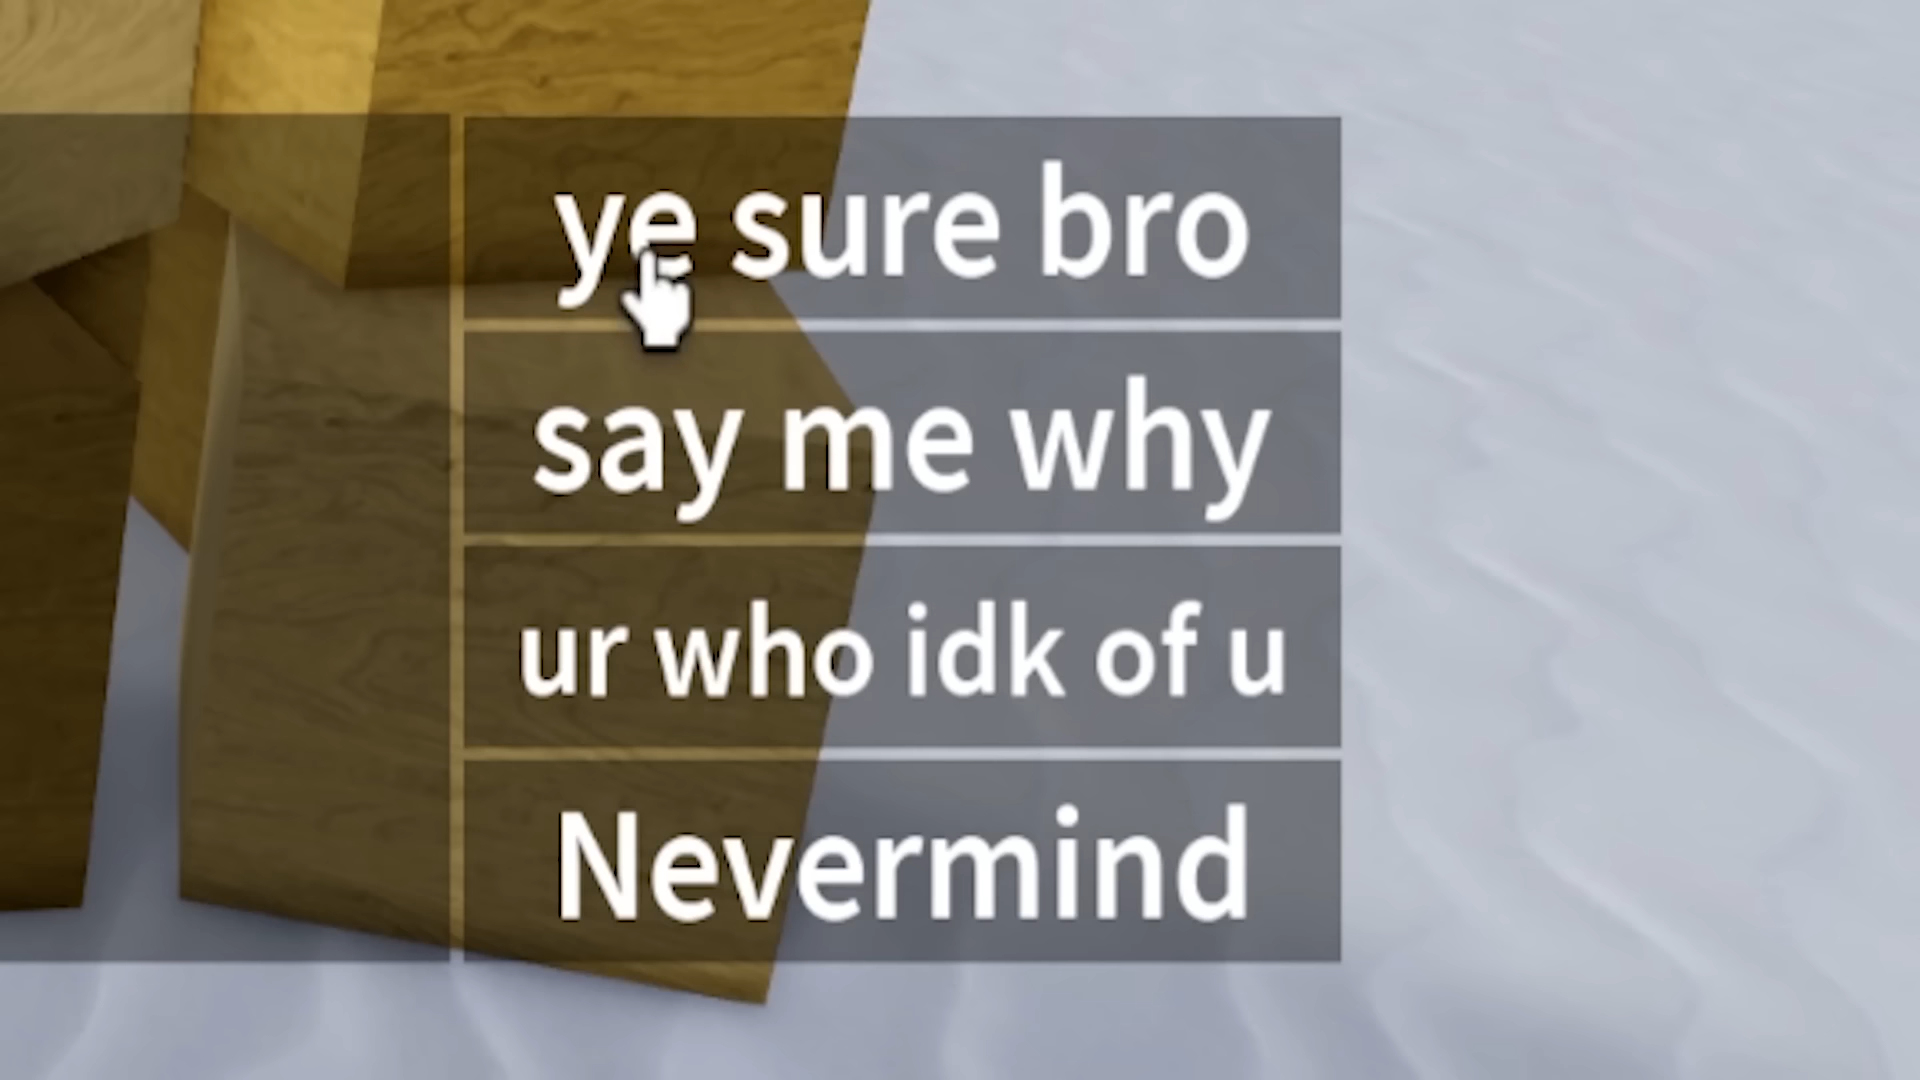 ye sure bro
say me why
ur who idk of u
Nevermind